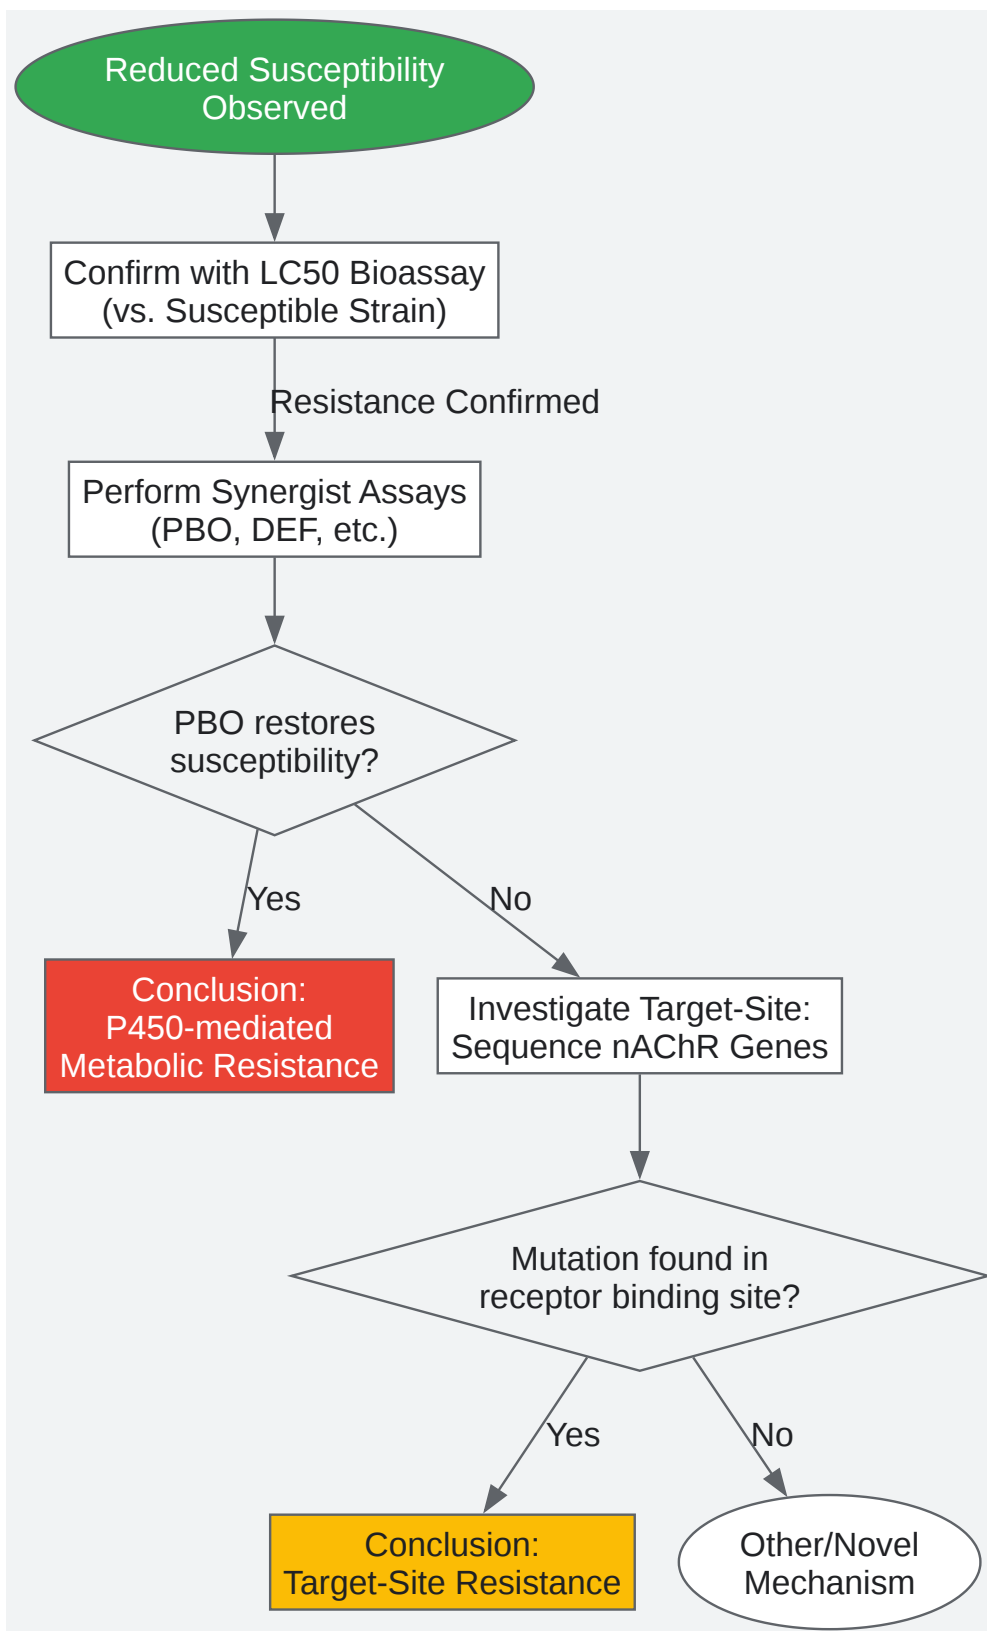 Reduced Susceptibility
Observed
Confirm with LC50 Bioassay
(vs. Susceptible Strain)
Resistance Confirmed
Perform Synergist Assays
(PBO, DEF, etc.)
PBO restores
susceptibility?
Yes
No
Conclusion:
P450-mediated
Metabolic Resistance
Investigate Target-Site:
Sequence nAChR Genes
Mutation found in
receptor binding site?
Yes
No
Conclusion:
Target-Site Resistance
Other/Novel
Mechanism